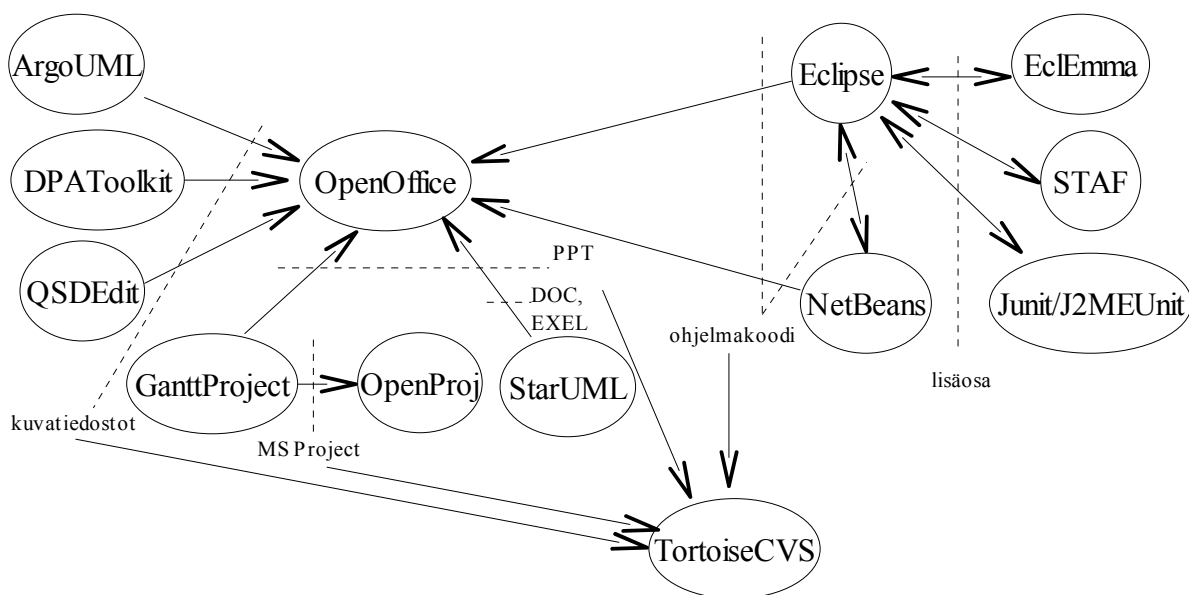 ArgoUML
Eclipse
EclEmma
DPAToolkit
OpenOffice
STAF
QSDEdit
PPT
DOC,
EXEL
NetBeans
Junit/J2MEUnit
ohjelmakoodi
GanttProject
OpenProj
StarUML
lisäosa
kuvatiedostot
MS Project
TortoiseCVS